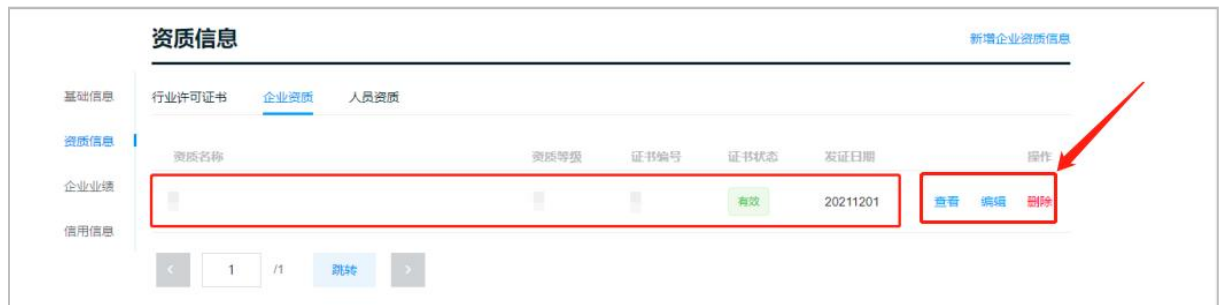 资质信息 新增企业资质信息
基础信息 行业许可证书 企业资质 人员资质
资质信息
资质名称 资质等级 证书编号 证书状态 发证日期 操作
企业业绩
有效 20211201 查看 编辑 删除
信用信息
< 1 /1 跳转 >